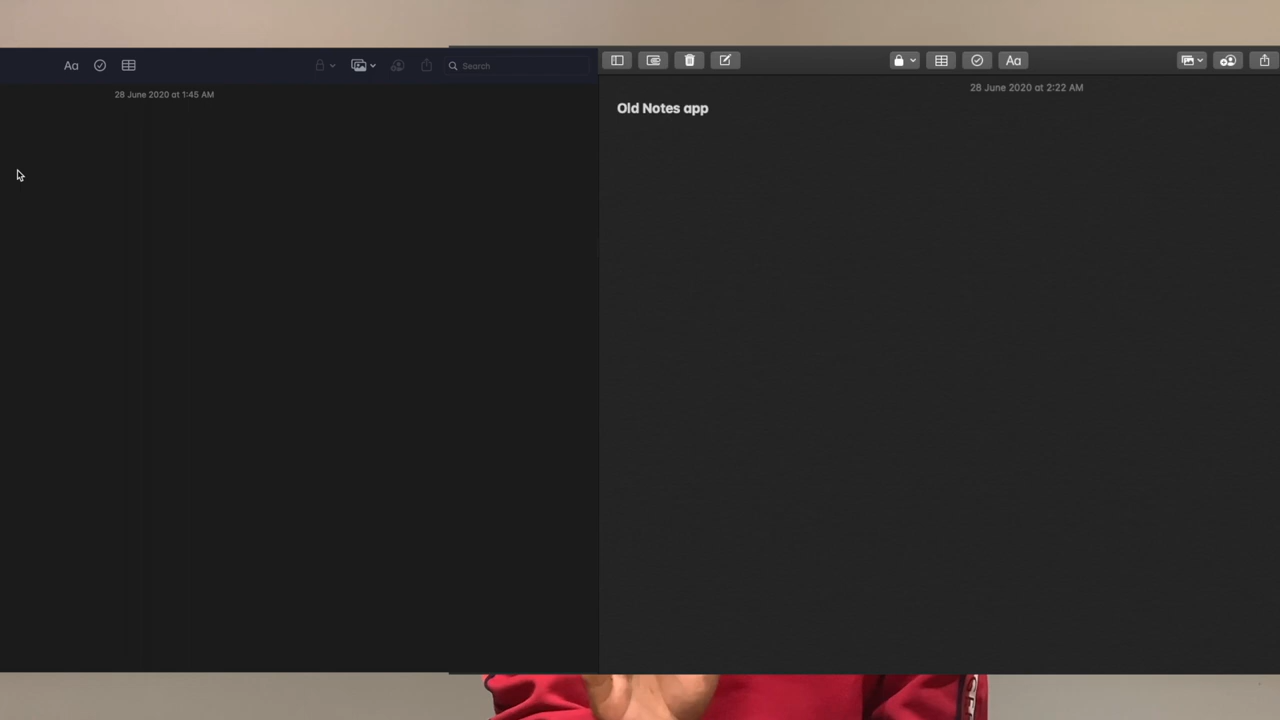 Aa
Search
28 June 2020 at 1:45 AM
Aa
28 June 2020 at 2:22 AM
Old Notes app